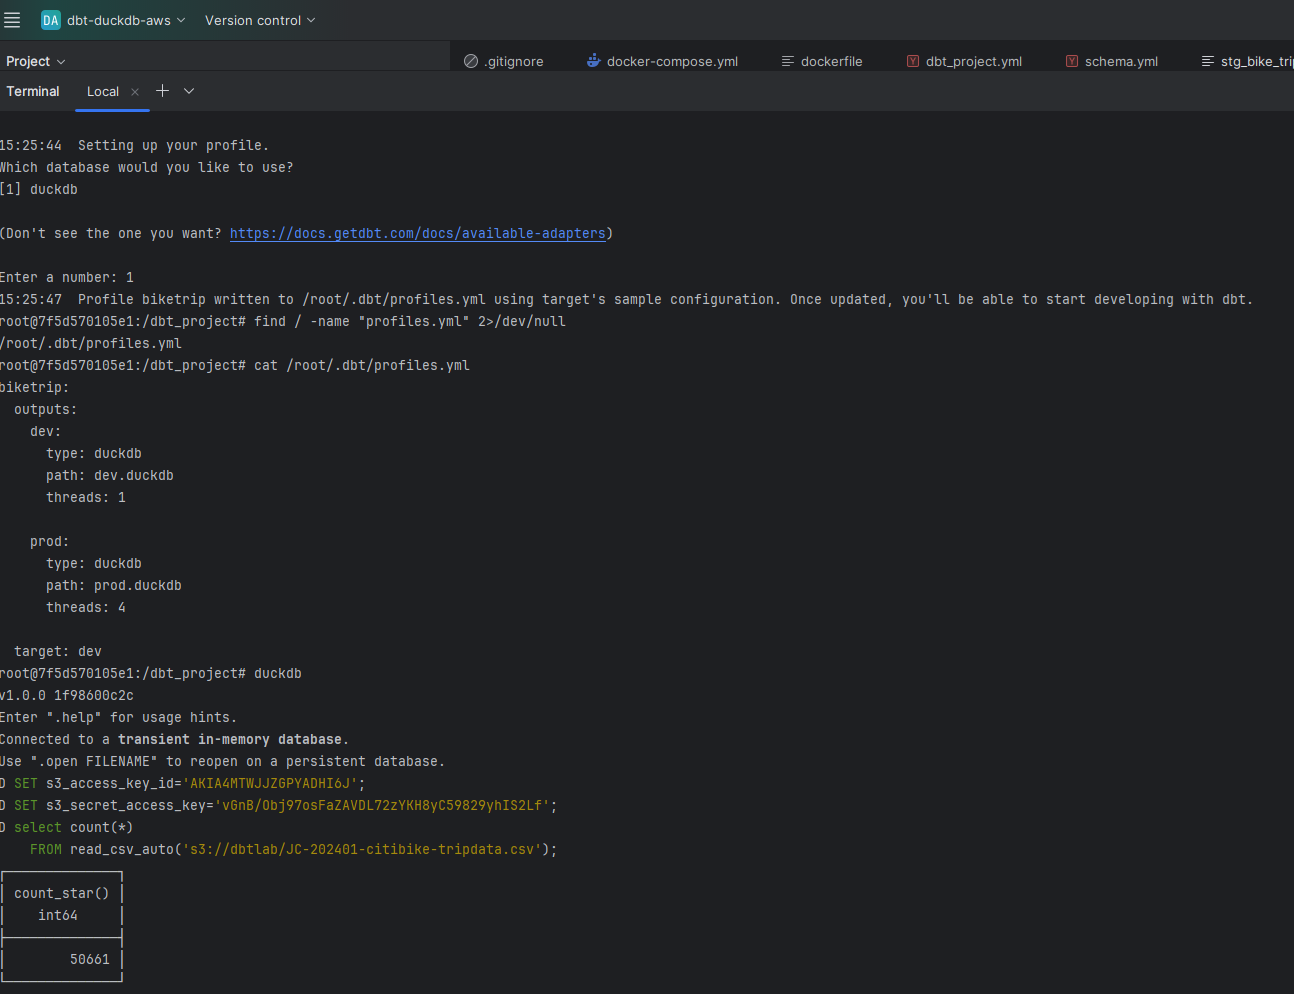 DA dbt-duckdb-aws Version control
Project .gitignore docker-compose.yml dockerfile dbt_project.yml schema.yml
Terminal Local
15:25:44  Setting up your profile.
Which database would you like to use?
[1] duckdb
(Don't see the one you want? https://docs.getdbt.com/docs/available-adapters)
Enter a number: 1
15:25:47  Profile biketrip written to /root/.dbt/profiles.yml using target's sample configuration. Once updated, you'll be able to start developing with dbt.
root@7f5d570105e1:/dbt_project# find / -name "profiles.yml" 2>/dev/null
/root/.dbt/profiles.yml
root@7f5d570105e1:/dbt_project# cat /root/.dbt/profiles.yml
biketrip:
  outputs:
    dev:
      type: duckdb
      path: dev.duckdb
      threads: 1
    prod:
      type: duckdb
      path: prod.duckdb
      threads: 4
  target: dev
root@7f5d570105e1:/dbt_project# duckdb
v1.0.0 1f98600c2c
Enter ".help" for usage hints.
Connected to a transient in-memory database.
Use ".open FILENAME" to reopen on a persistent database.
D SET s3_access_key_id='AKIA4MTWJJZGPYADHI6J';
D SET s3_secret_access_key='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';
D select count(*)
    FROM read_csv_auto('s3://dbtlab/JC-202401-citibike-tripdata.csv');
count_star()
int64
50661